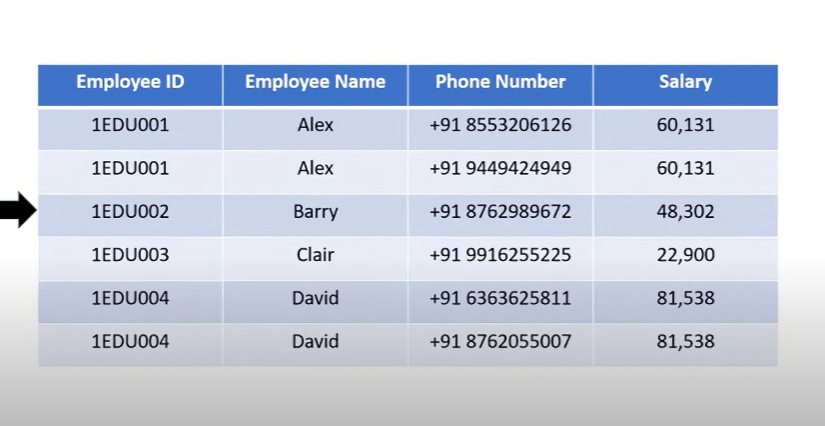 Employee ID Employee Name Phone Number Salary
1EDU001 Alex +91 8553206126 60,131
1EDU001 Alex +91 9449424949 60,131
1EDU002 Barry +91 8762989672 48,302
1EDU003 Clair +91 9916255225 22,900
1EDU004 David +91 6363625811 81,538
1EDU004 David +91 8762055007 81,538